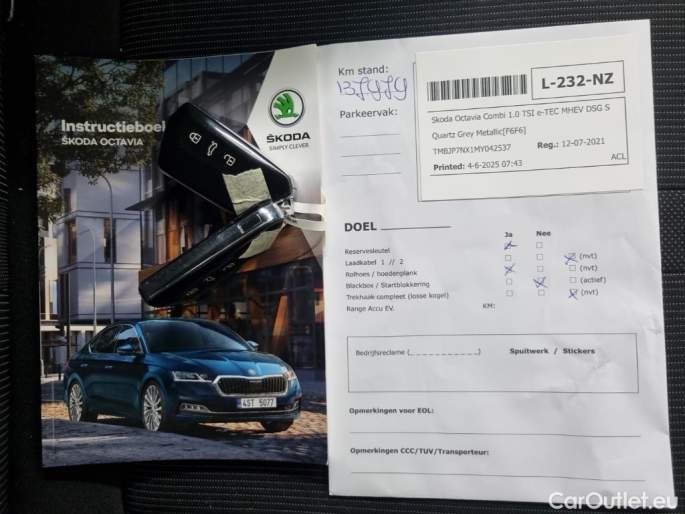 Instructieboek
ŠKODA OCTAVIA
ŠKODA
SIMPLY CLEVER
4ST 5077
Km stand:
137979
Parkeervak:
L-232-NZ
Skoda Octavia Combi 1.0 TSI e-TEC MHEV DSG S
Quartz Grey Metallic[F6F6]
TMBJP7NX1MY042537 Reg.: 12-07-2021
Printed: 4-6-2025 07:43 ACL
DOEL
Ja Nee
Reservesleutel
Laadkabel 1 // 2 (nvt)
Rolhoes / hoedenplank (nvt)
Blackbox / Startblokkering (actief)
Trekhaak compleet (losse kogel) (nvt)
Range Accu EV. KM:
Bedrijfsreclame (_ _ _ _ _ _ _ _ _ _) Spuitwerk / Stickers
Opmerkingen voor EOL:
Opmerkingen CCC/TUV/Transporteur:
CarOutlet.eu